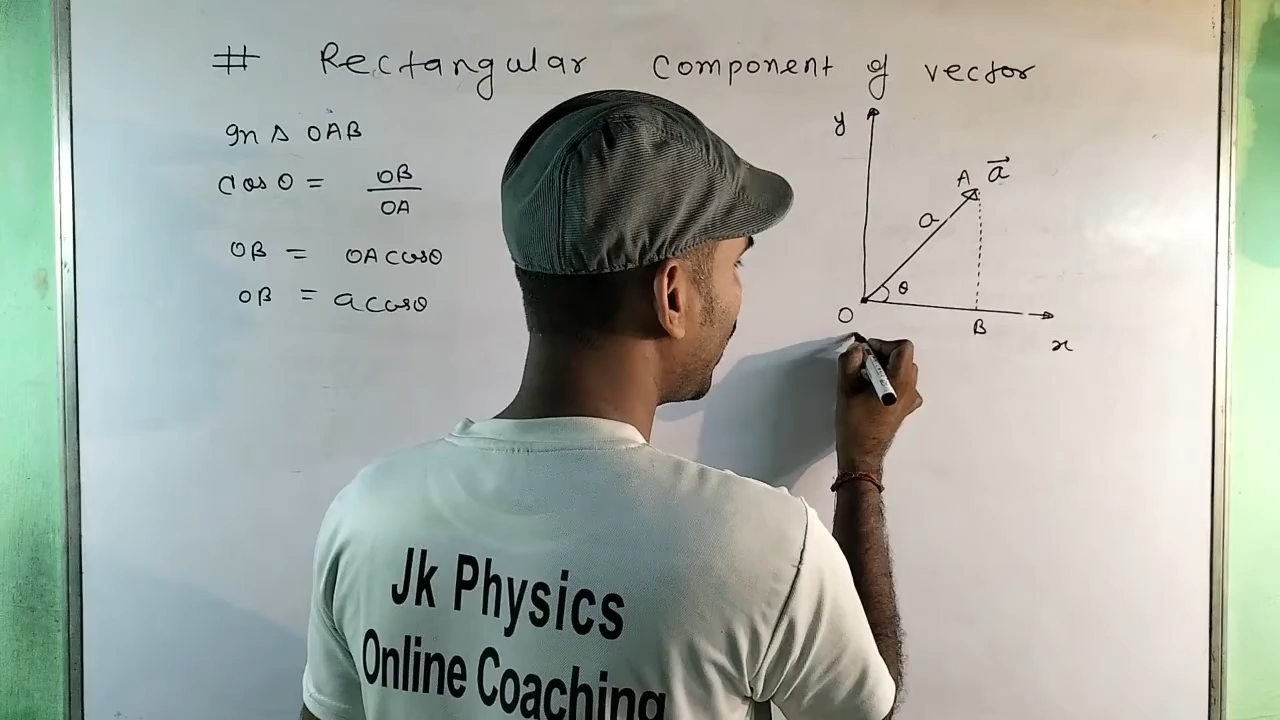 # Rectangular component of vector
In Δ OAB
cos θ = OB/OA
OB = OA cosθ
OB = a cosθ
y
A a⃗
a
θ
O
B
x
Jk Physics
Online Coaching